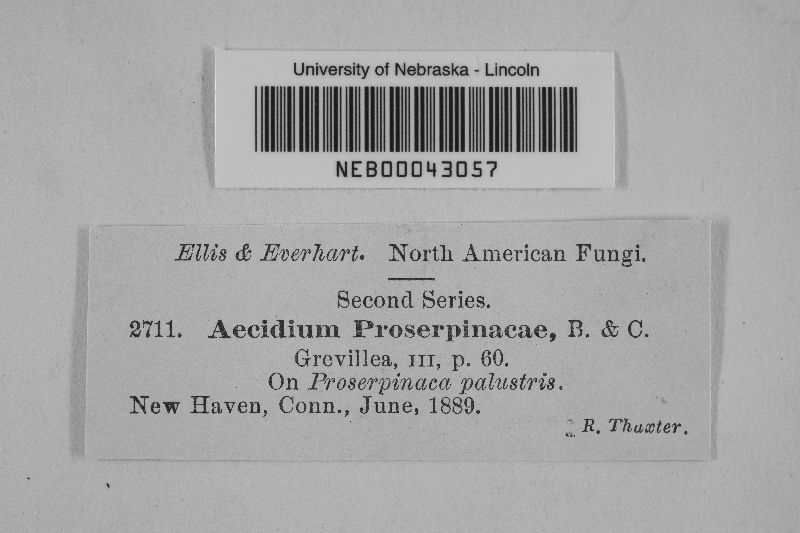 University of Nebraska - Lincoln
NEB00043057
Ellis & Everhart. North American Fungi.
Second Series.
2711. Aecidium Proserpinacae, B. & C.
Grevillea, III, p. 60.
On Proserpinaca palustris.
New Haven, Conn., June, 1889.
R. Thaxter.